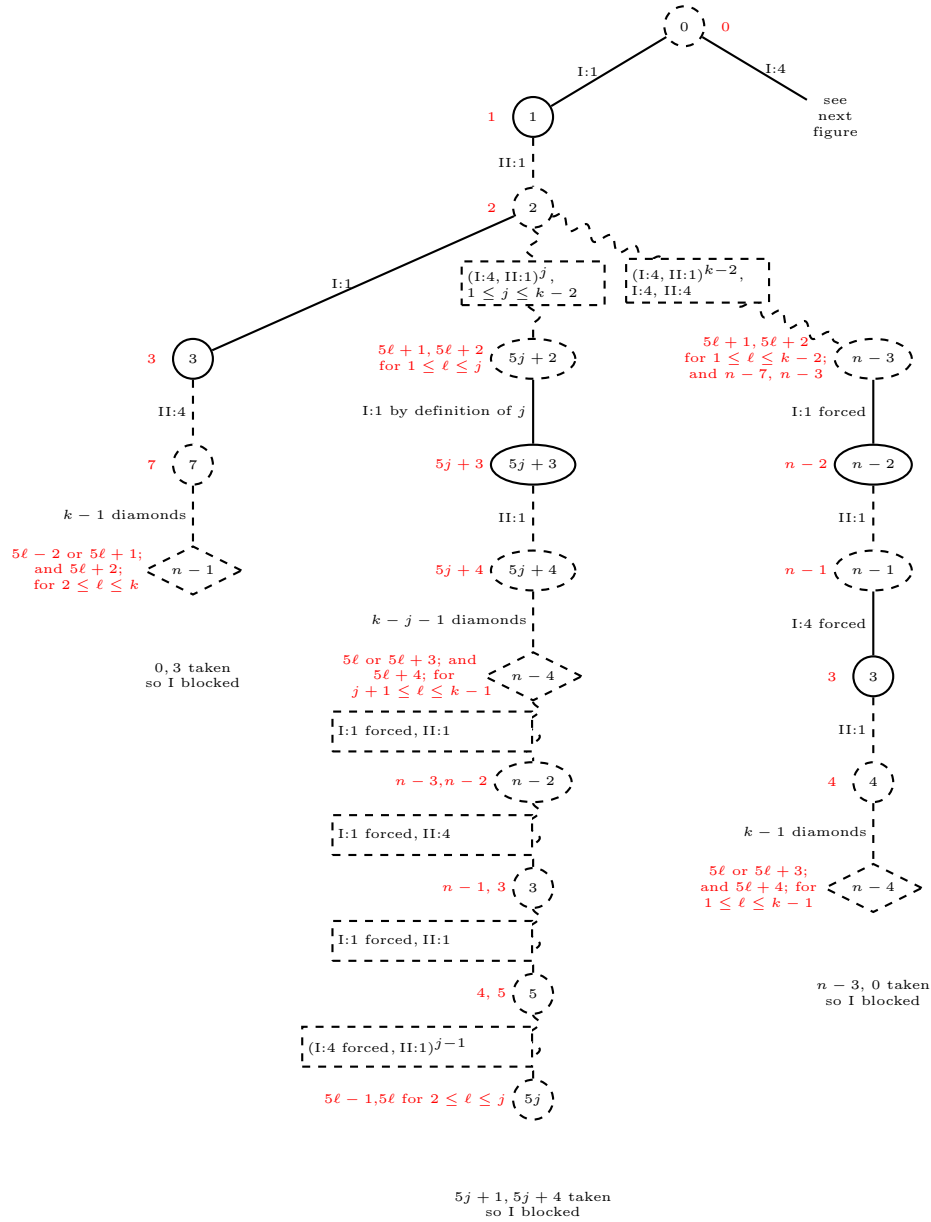 0
0
I:1
I:4
see
next
figure
1
1
II:1
2
2
I:1
(I:4, II:1)^j,
1 ≤ j ≤ k − 2
(I:4, II:1)^{k−2},
I:4, II:4
3
3
5ℓ + 1, 5ℓ + 2
for 1 ≤ ℓ ≤ j
5j + 2
5ℓ + 1, 5ℓ + 2
for 1 ≤ ℓ ≤ k − 2;
and n − 7, n − 3
n − 3
II:4
I:1 by definition of j
I:1 forced
7
7
5j + 3
5j + 3
n − 2
n − 2
k − 1 diamonds
II:1
II:1
5ℓ − 2 or 5ℓ + 1;
and 5ℓ + 2;
for 2 ≤ ℓ ≤ k
n − 1
5j + 4
5j + 4
n − 1
n − 1
k − j − 1 diamonds
I:4 forced
0, 3 taken
so I blocked
5ℓ or 5ℓ + 3; and
5ℓ + 4; for
j + 1 ≤ ℓ ≤ k − 1
n − 4
3
3
I:1 forced, II:1
II:1
n − 3,n − 2
n − 2
4
4
I:1 forced, II:4
k − 1 diamonds
n − 1, 3
3
5ℓ or 5ℓ + 3;
and 5ℓ + 4; for
1 ≤ ℓ ≤ k − 1
n − 4
I:1 forced, II:1
4, 5
5
n − 3, 0 taken
so I blocked
(I:4 forced, II:1)^{j−1}
5ℓ − 1,5ℓ for 2 ≤ ℓ ≤ j
5j
5j + 1, 5j + 4 taken
so I blocked